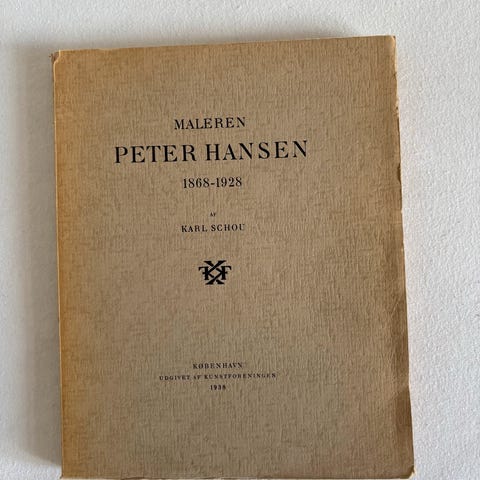 MALEREN
PETER HANSEN
1868-1928
AF
KARL SCHOU
KØBENHAVN
UDGIVET AF KUNSTFORENINGEN
1938